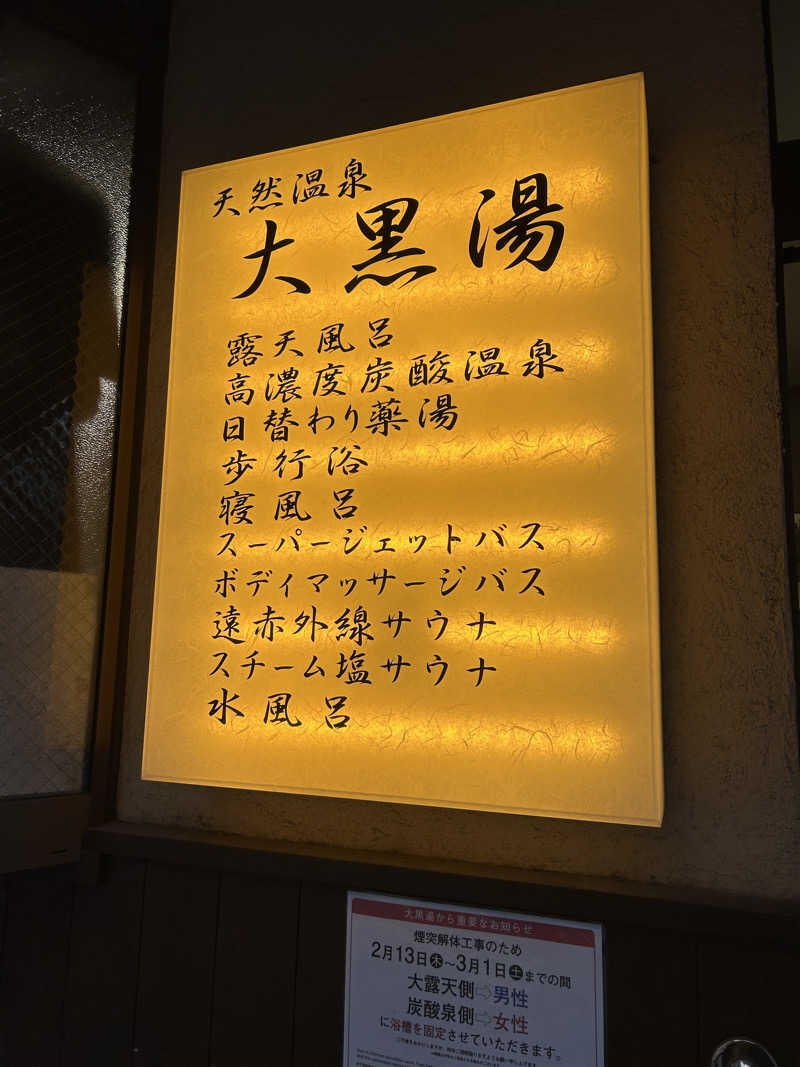 天然温泉
大黒湯
露天風呂
高濃度炭酸温泉
日替わり薬湯
歩行浴
寝風呂
スーパージェットバス
ボディマッサージバス
遠赤外線サウナ
スチーム塩サウナ
水風呂
大黒湯から重要なお知らせ
煙突解体工事のため
2月13日木~3月1日土までの間
大露天側⇨男性
炭酸泉側⇨女性
に浴槽を固定させていただきます。